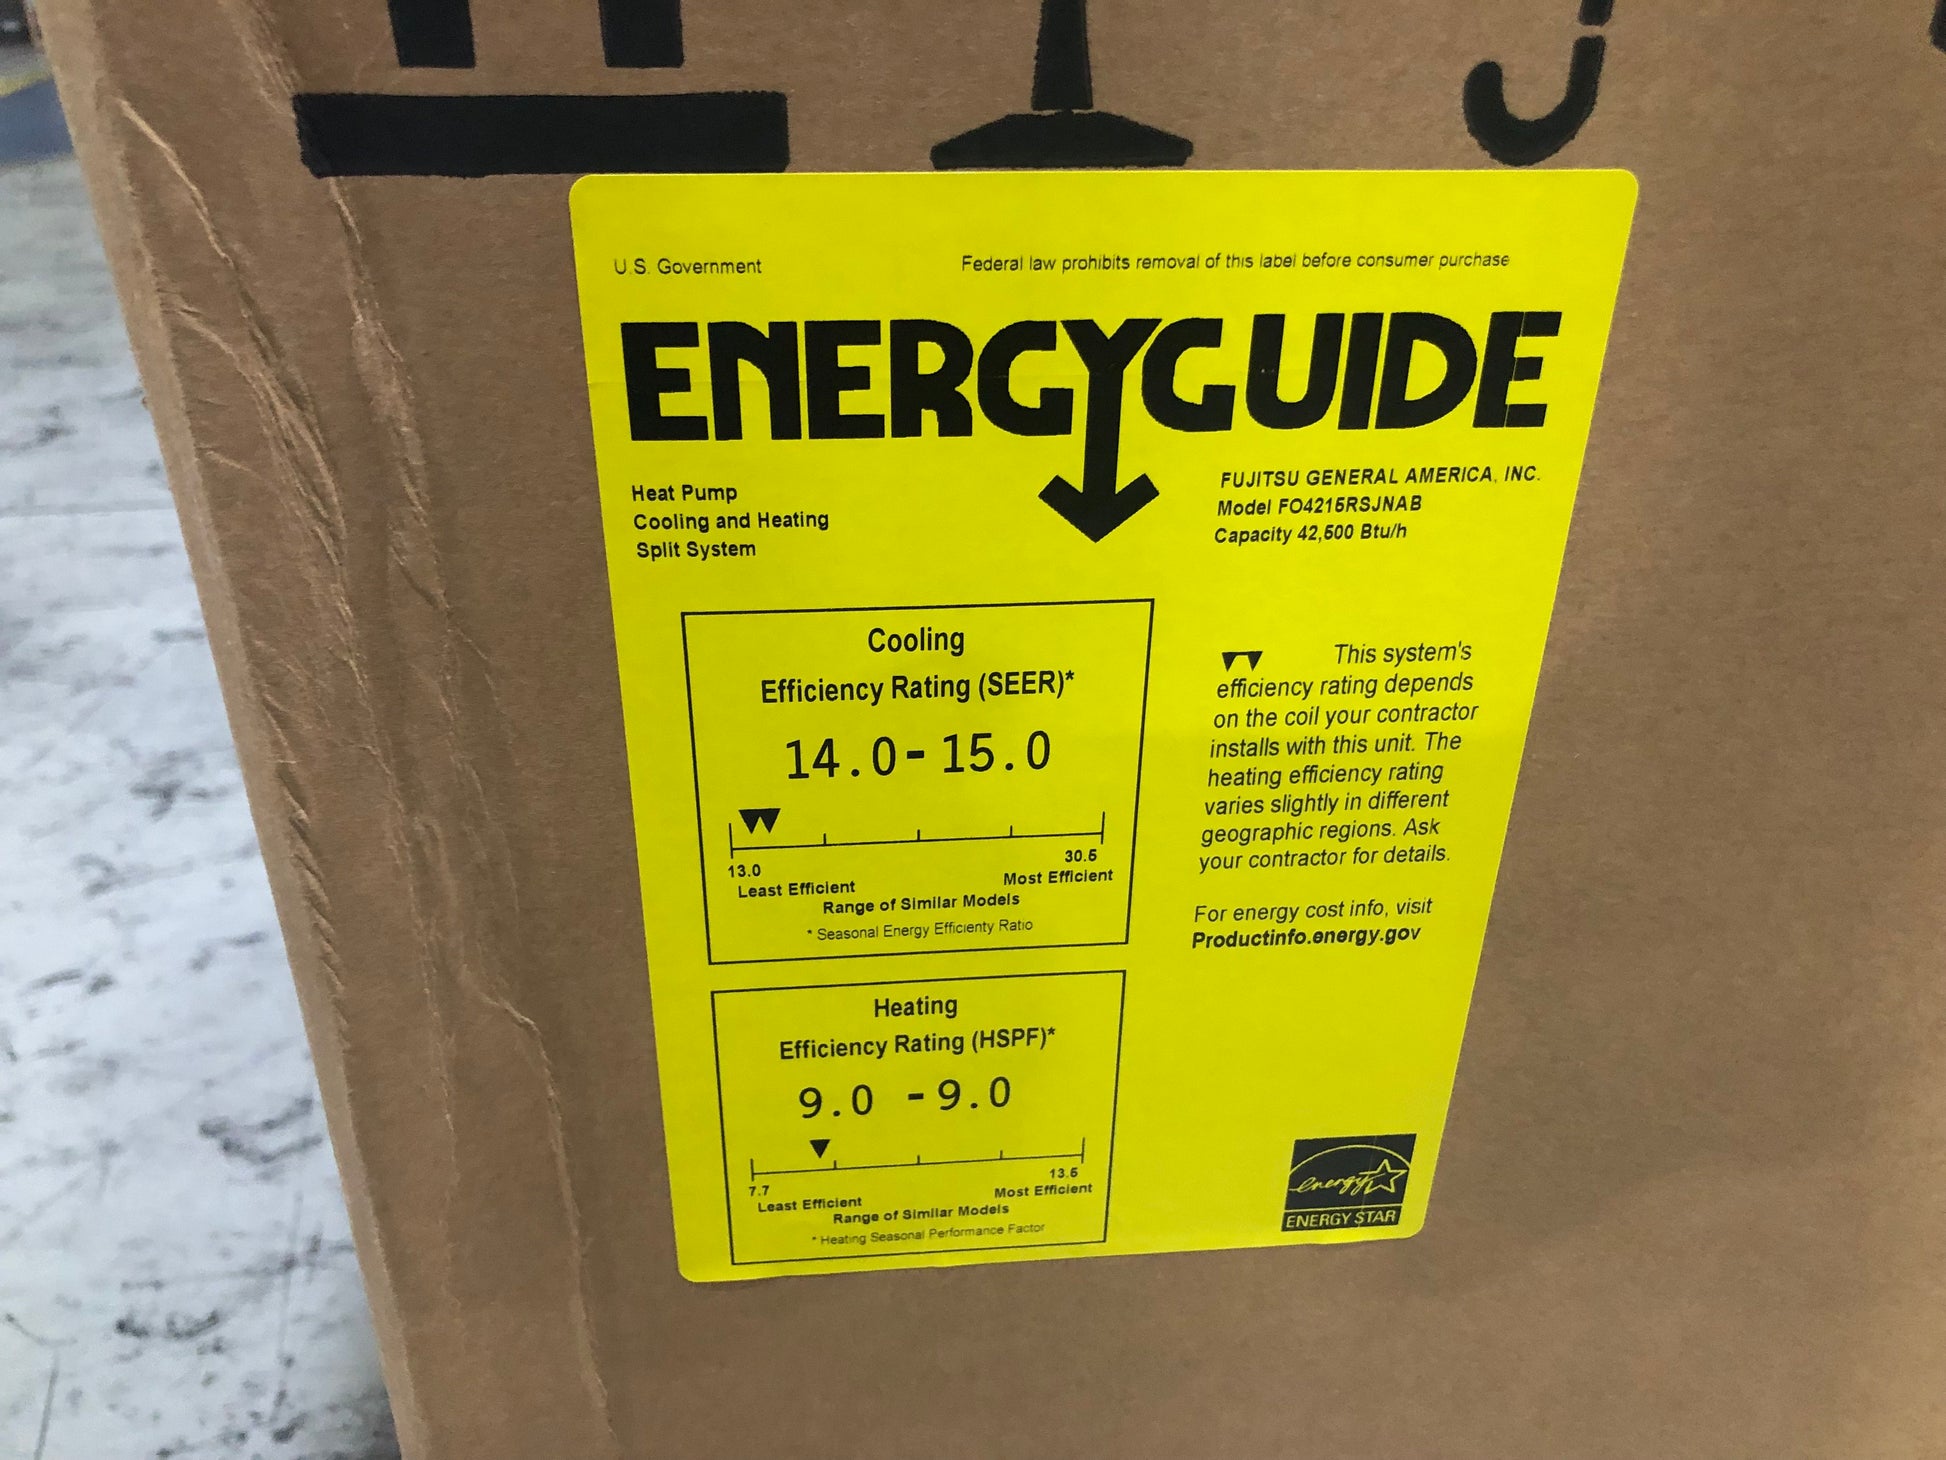 U.S. Government
Federal law prohibits removal of this label before consumer purchase
ENERGYGUIDE
Heat Pump
Cooling and Heating
Split System
FUJITSU GENERAL AMERICA, INC.
Model FO4215RSJNAB
Capacity 42,500 Btu/h
Cooling
Efficiency Rating (SEER)*
14.0-15.0
13.0
30.5
Least Efficient
Most Efficient
Range of Similar Models
* Seasonal Energy Efficienty Ratio
This system's
efficiency rating depends
on the coil your contractor
installs with this unit. The
heating efficiency rating
varies slightly in different
geographic regions. Ask
your contractor for details.
For energy cost info, visit
Productinfo.energy.gov
Heating
Efficiency Rating (HSPF)*
9.0 -9.0
7.7
13.5
Least Efficient
Most Efficient
Range of Similar Models
* Heating Seasonal Performance Factor
energy
ENERGY STAR